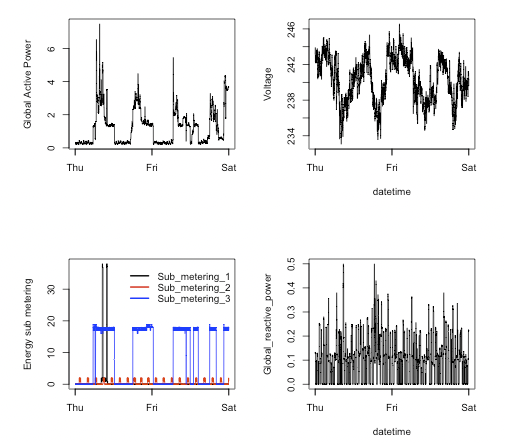 Global Active Power
6
4
2
0
Thu
Fri
Sat
Voltage
246
242
238
234
Thu
Fri
Sat
datetime
Energy sub metering
30
20
10
0
Sub_metering_1
Sub_metering_2
Sub_metering_3
Thu
Fri
Sat
Global_reactive_power
0.5
0.4
0.3
0.2
0.1
0.0
Thu
Fri
Sat
datetime